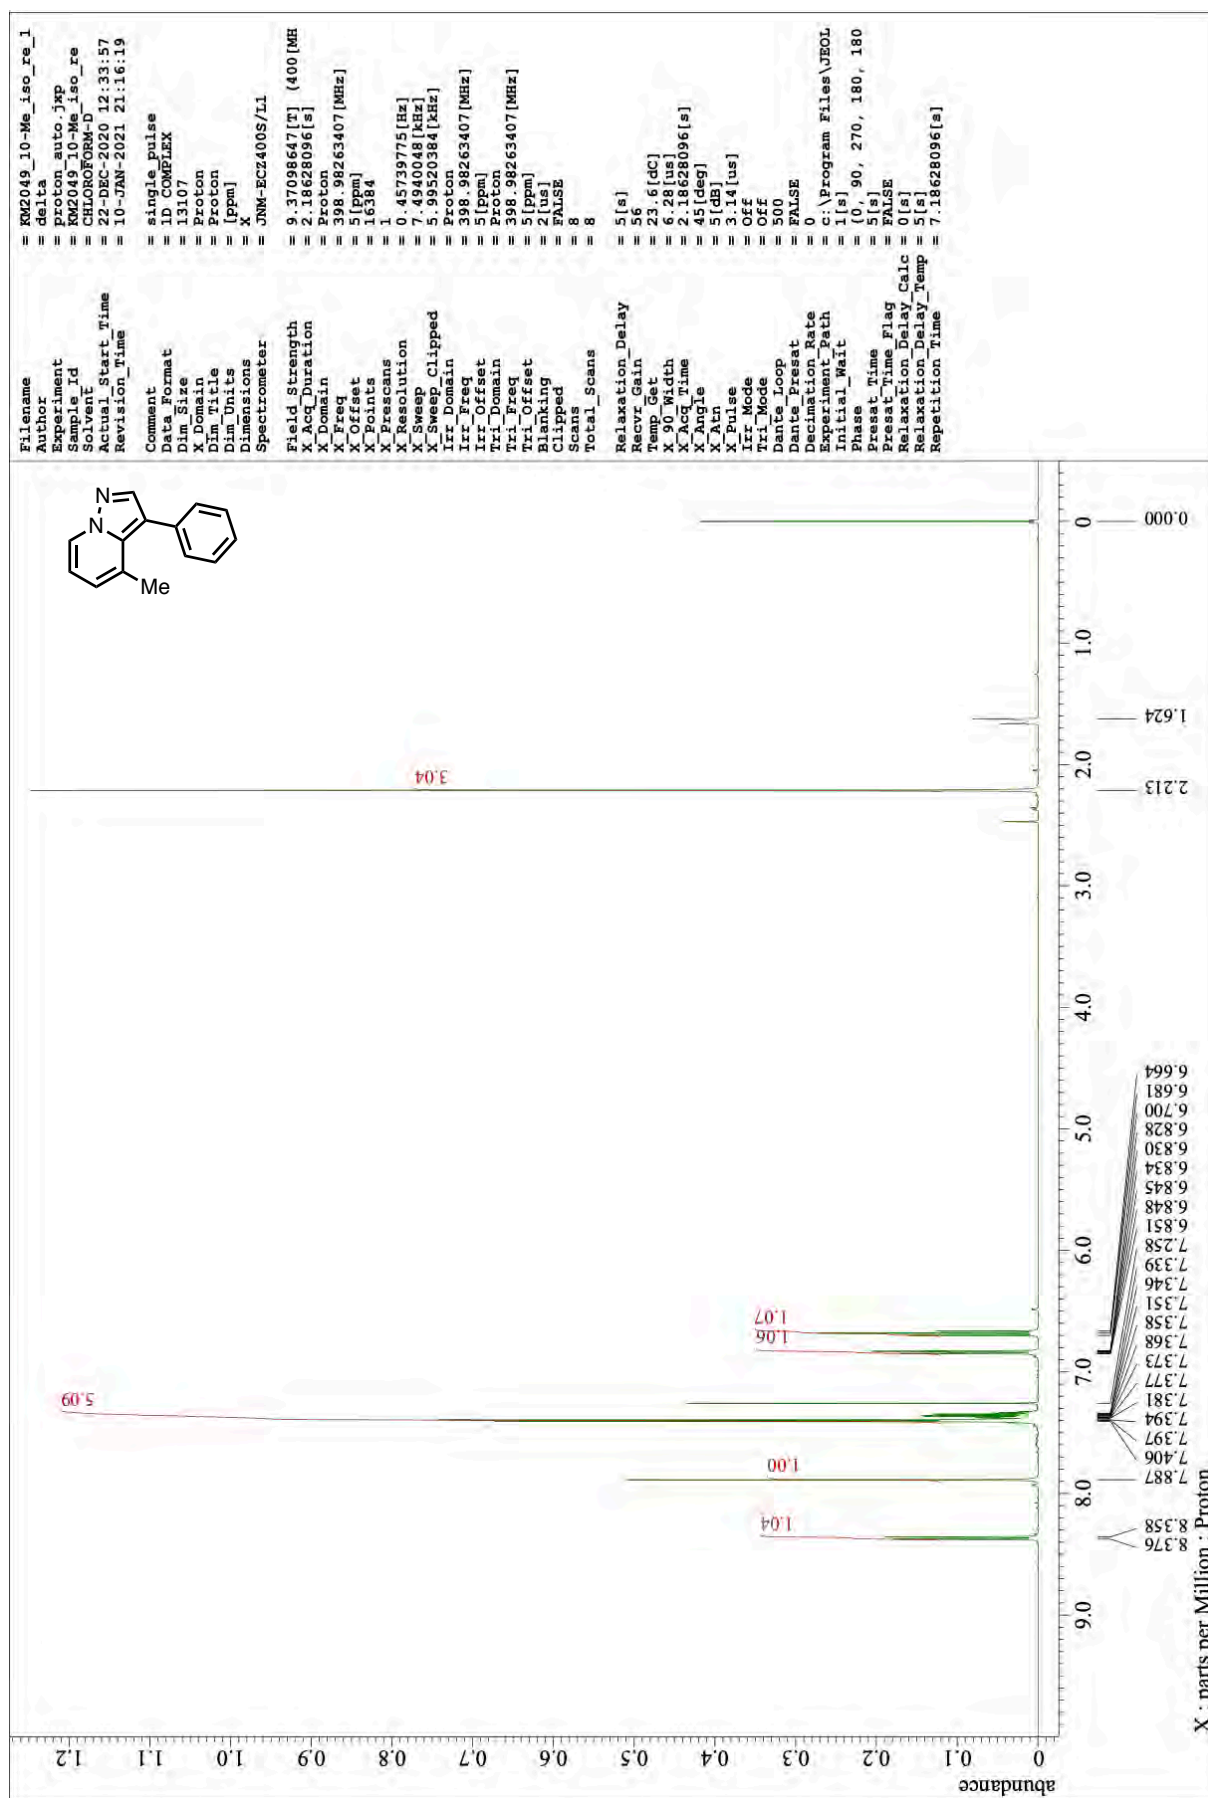 Filename = KM2049_10-Me_iso_re_1
Author = delta
Experiment = proton_auto.jxp
Sample_Id = KM2049_10-Me_iso_re
Solvent = CHLOROFORM-D
Actual_Start_Time = 22-DEC-2020 12:33:57
Revision_Time = 10-JAN-2021 21:16:19
Comment = single_pulse
Data_Format = 1D COMPLEX
Dim_Size = 13107
X_Domain = Proton
Dim_Title = Proton
Dim_Units = [ppm]
Dimensions = X
Spectrometer = JNM-ECZ400S/L1
Field_Strength = 9.37098647[T] (400[MH
X_Acq_Duration = 2.18628096[s]
X_Domain = Proton
X_Freq = 398.98263407[MHz]
X_Offset = 5[ppm]
X_Points = 16384
X_Prescans = 1
X_Resolution = 0.45739775[Hz]
X_Sweep = 7.4940048[kHz]
X_Sweep_Clipped = 5.99520384[kHz]
Irr_Domain = Proton
Irr_Freq = 398.98263407[MHz]
Irr_Offset = 5[ppm]
Tri_Domain = Proton
Tri_Freq = 398.98263407[MHz]
Tri_Offset = 5[ppm]
Blanking = 2[us]
Clipped = FALSE
Scans = 8
Total_Scans = 8
Relaxation_Delay = 5[s]
Recvr_Gain = 56
Temp_Get = 23.6[dC]
X_90_Width = 6.28[us]
X_Acq_Time = 2.18628096[s]
X_Angle = 45[deg]
X_Atn = 5[dB]
X_Pulse = 3.14[us]
Irr_Mode = Off
Tri_Mode = Off
Dante_Loop = 500
Dante_Presat = FALSE
Decimation_Rate = 0
Experiment_Path = c:\Program Files\JEOL
Initial_Wait = 1[s]
Phase = {0, 90, 270, 180, 180
Presat_Time = 5[s]
Presat_Time_Flag = FALSE
Relaxation_Delay_Calc = 0[s]
Relaxation_Delay_Temp = 5[s]
Repetition_Time = 7.18628096[s]
N
N
Me
abundance
0 0.1 0.2 0.3 0.4 0.5 0.6 0.7 0.8 0.9 1.0 1.1 1.2
1.04
1.00
5.09
1.06
1.07
3.04
9.0 8.0 7.0 6.0 5.0 4.0 3.0 2.0 1.0 0
8.376
8.358
7.887
7.406
7.397
7.394
7.381
7.377
7.373
7.368
7.358
7.351
7.346
7.339
7.258
6.851
6.848
6.845
6.834
6.830
6.828
6.700
6.681
6.664
2.213
1.624
0.000
X : parts per Million : Proton